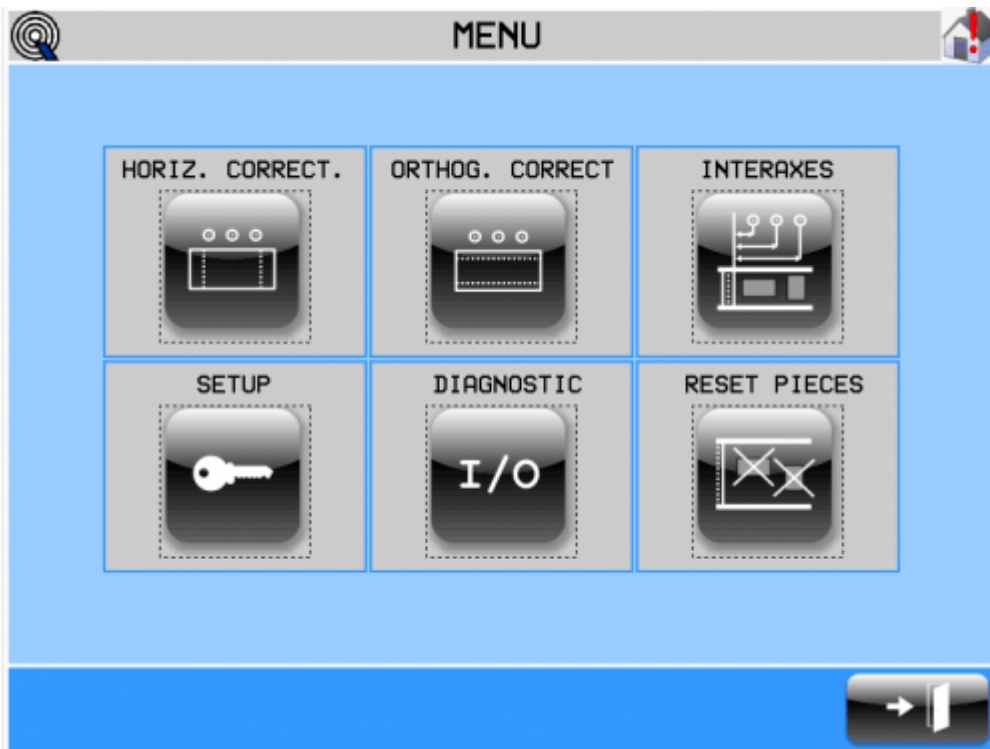 MENU
HORIZ. CORRECT.
ORTHOG. CORRECT
INTERAXES
SETUP
DIAGNOSTIC
I/O
RESET PIECES